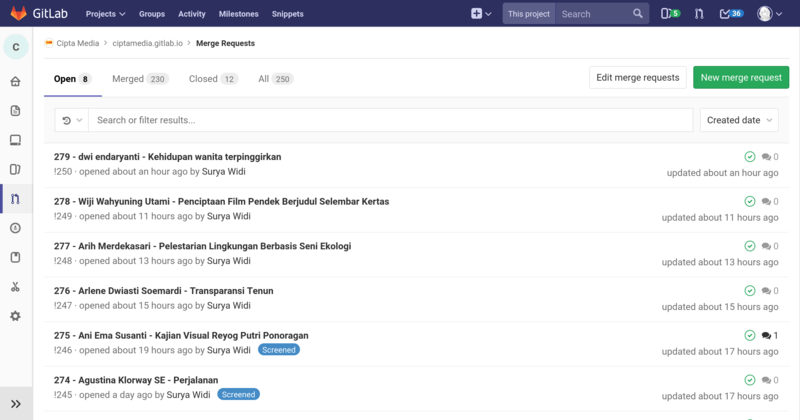 GitLab Projects Groups Activity Milestones Snippets This project Search 5 36
C Cipta Media > ciptamedia.gitlab.io > Merge Requests
Open 8 Merged 230 Closed 12 All 250 Edit merge requests New merge request
Search or filter results... Created date
279 - dwi endaryanti - Kehidupan wanita terpinggirkan 0
!250 · opened about an hour ago by Surya Widi updated about an hour ago
278 - Wiji Wahyuning Utami - Penciptaan Film Pendek Berjudul Selembar Kertas 0
!249 · opened about 11 hours ago by Surya Widi updated about 11 hours ago
277 - Arih Merdekasari - Pelestarian Lingkungan Berbasis Seni Ekologi 0
!248 · opened about 13 hours ago by Surya Widi updated about 13 hours ago
276 - Arlene Dwiasti Soemardi - Transparansi Tenun 0
!247 · opened about 15 hours ago by Surya Widi updated about 15 hours ago
275 - Ani Ema Susanti - Kajian Visual Reyog Putri Ponoragan 1
!246 · opened about 19 hours ago by Surya Widi Screened updated about 17 hours ago
274 - Agustina Klorway SE - Perjalanan 0
!245 · opened a day ago by Surya Widi Screened updated about 17 hours ago